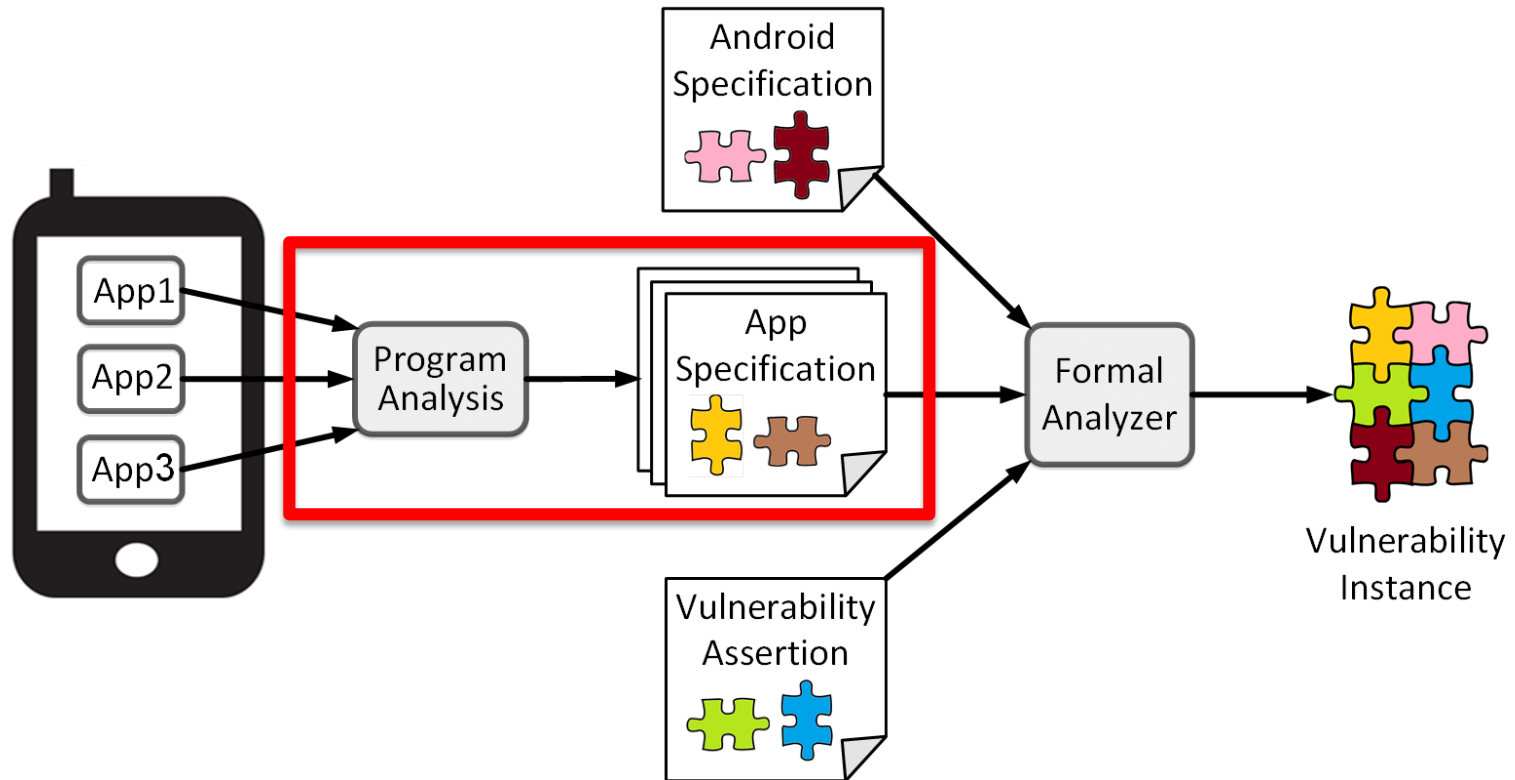 Android
Specification
App1
App2
App3
Program
Analysis
App
Specification
Formal
Analyzer
Vulnerability
Assertion
Vulnerability
Instance